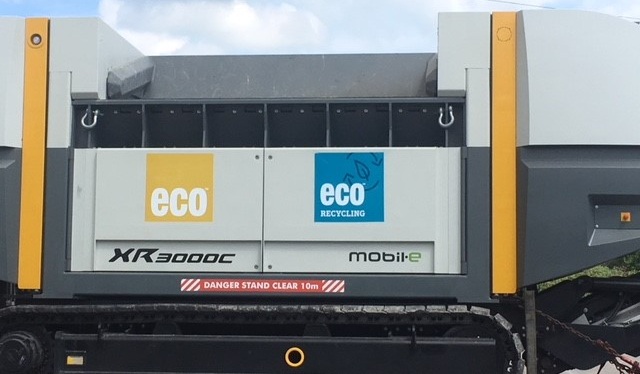 eco
eco
RECYCLING
XR3000C
mobil·e
DANGER STAND CLEAR 10m